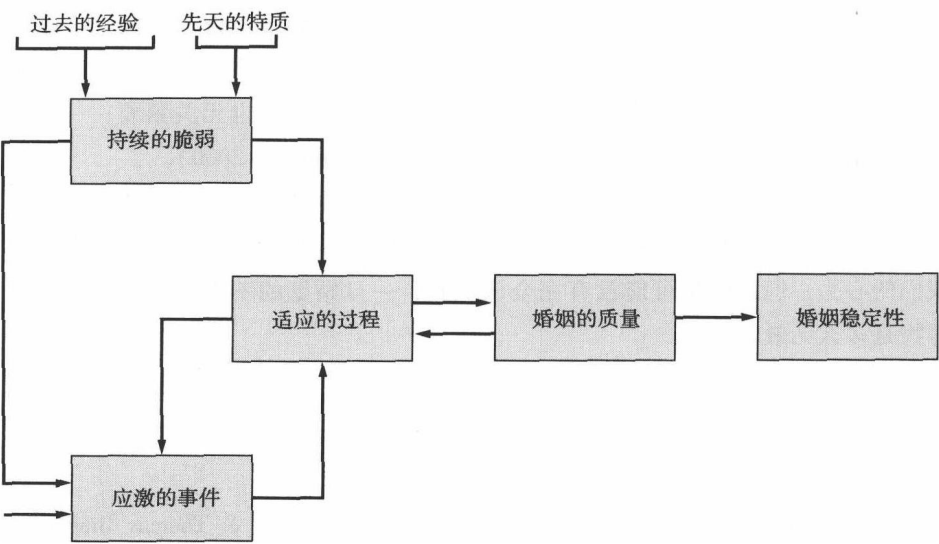 过去的经验 先天的特质
持续的脆弱
适应的过程
婚姻的质量
婚姻稳定性
应激的事件